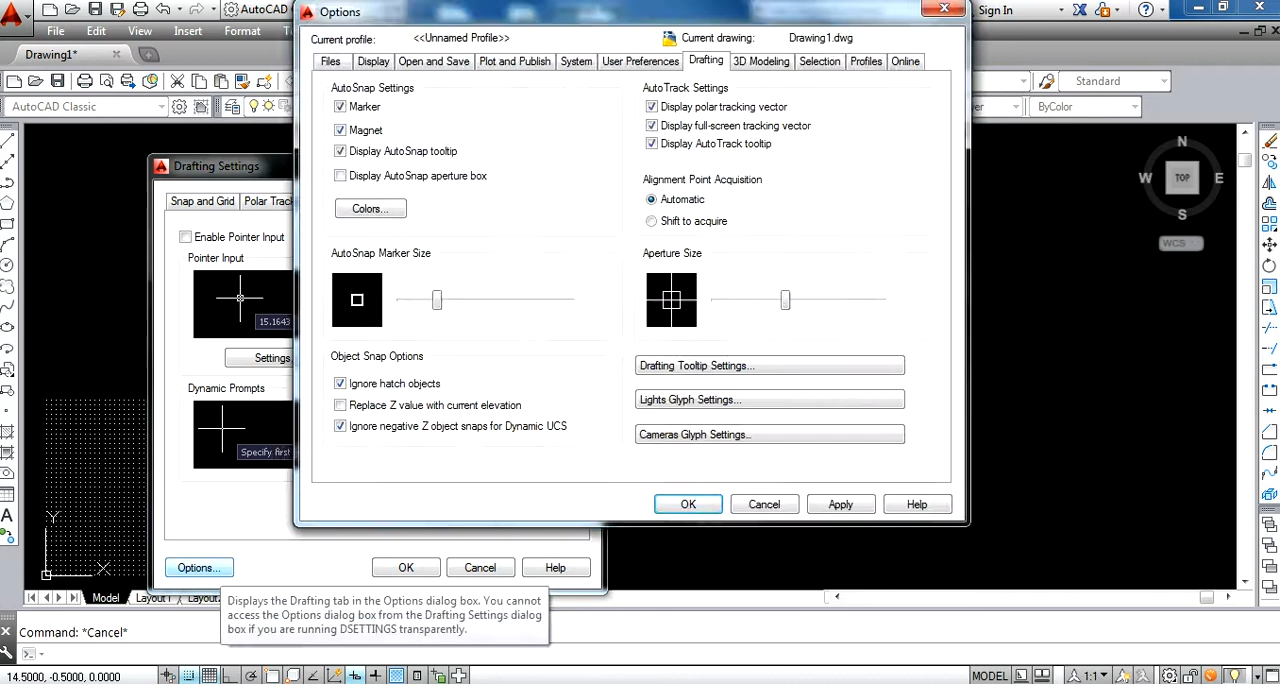 AutoCAD
Options
Sign In
File
Edit
View
Insert
Format
Current profile:
<<Unnamed Profile>>
Current drawing:
Drawing1.dwg
Drawing1*
Files
Display
Open and Save
Plot and Publish
System
User Preferences
Drafting
3D Modeling
Selection
Profiles
Online
Standard
AutoCAD Classic
ByColor
AutoSnap Settings
Marker
Magnet
Display AutoSnap tooltip
Display AutoSnap aperture box
Colors...
AutoTrack Settings
Display polar tracking vector
Display full-screen tracking vector
Display AutoTrack tooltip
Alignment Point Acquisition
Automatic
Shift to acquire
AutoSnap Marker Size
Aperture Size
Object Snap Options
Ignore hatch objects
Replace Z value with current elevation
Ignore negative Z object snaps for Dynamic UCS
Drafting Tooltip Settings...
Lights Glyph Settings...
Cameras Glyph Settings...
OK
Cancel
Apply
Help
N
W
TOP
E
S
WCS
Drafting Settings
Snap and Grid
Polar Track
Enable Pointer Input
Pointer Input
15.1643
Settings
Dynamic Prompts
Specify first
Options...
OK
Cancel
Help
Y
X
A
Model
Layout1
Displays the Drafting tab in the Options dialog box. You cannot
access the Options dialog box from the Drafting Settings dialog
box if you are running DSETTINGS transparently.
Command: *Cancel*
14.5000, -0.5000, 0.0000
MODEL
1:1